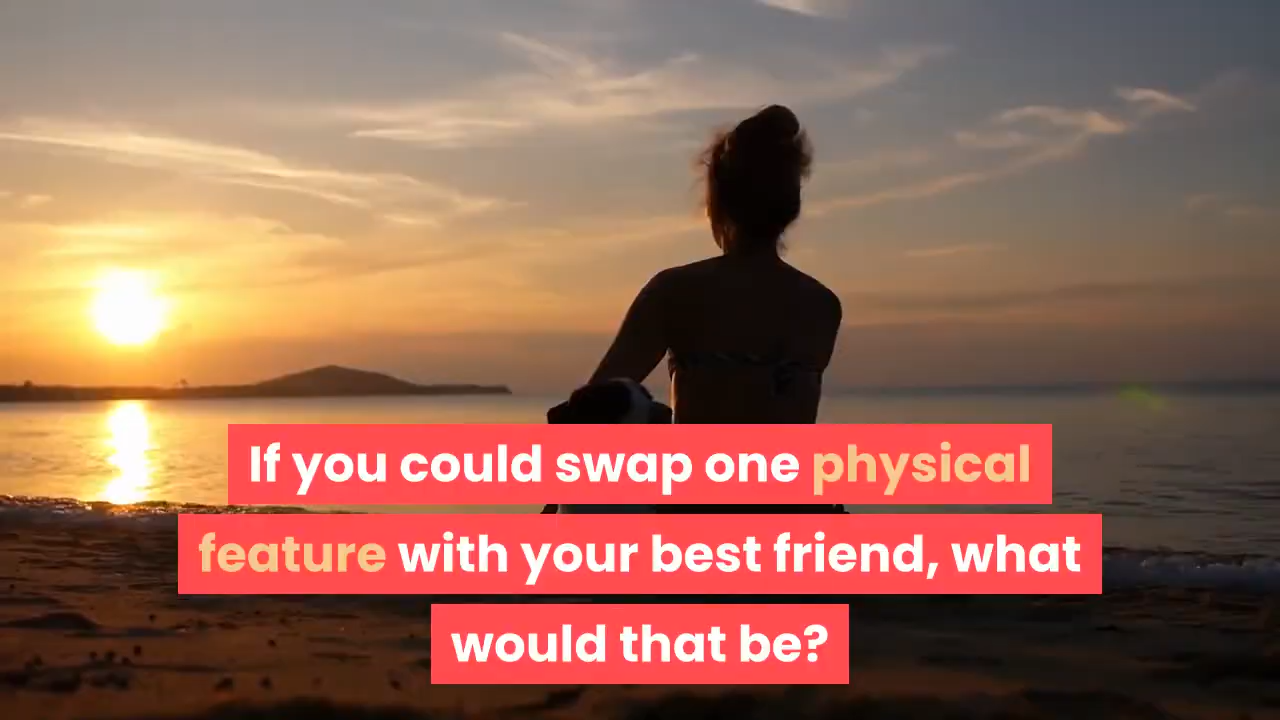 If you could swap one physical
feature with your best friend, what
would that be?